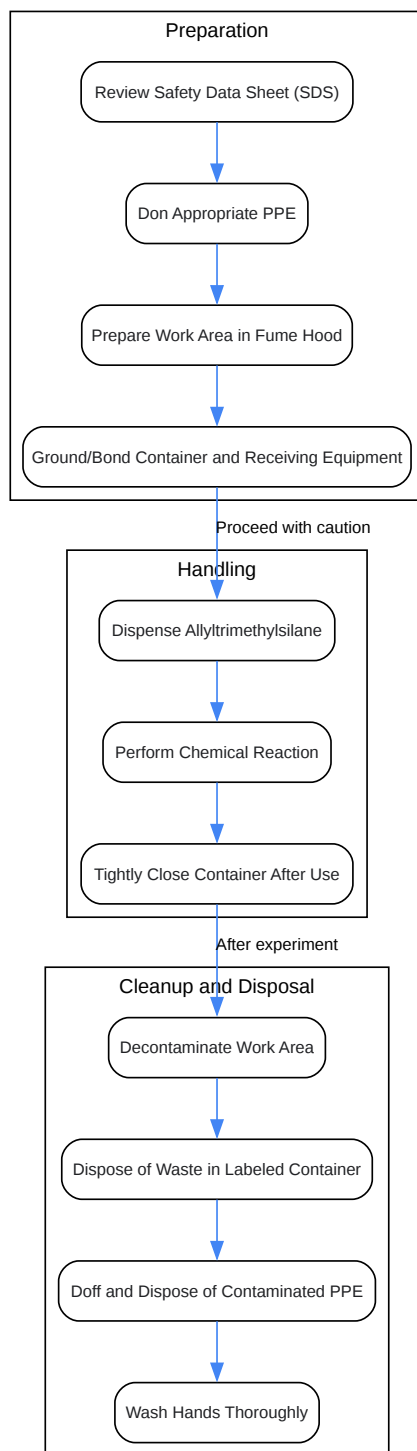 Preparation
Review Safety Data Sheet (SDS)
Don Appropriate PPE
Prepare Work Area in Fume Hood
Ground/Bond Container and Receiving Equipment
Proceed with caution
Handling
Dispense Allyltrimethylsilane
Perform Chemical Reaction
Tightly Close Container After Use
After experiment
Cleanup and Disposal
Decontaminate Work Area
Dispose of Waste in Labeled Container
Doff and Dispose of Contaminated PPE
Wash Hands Thoroughly